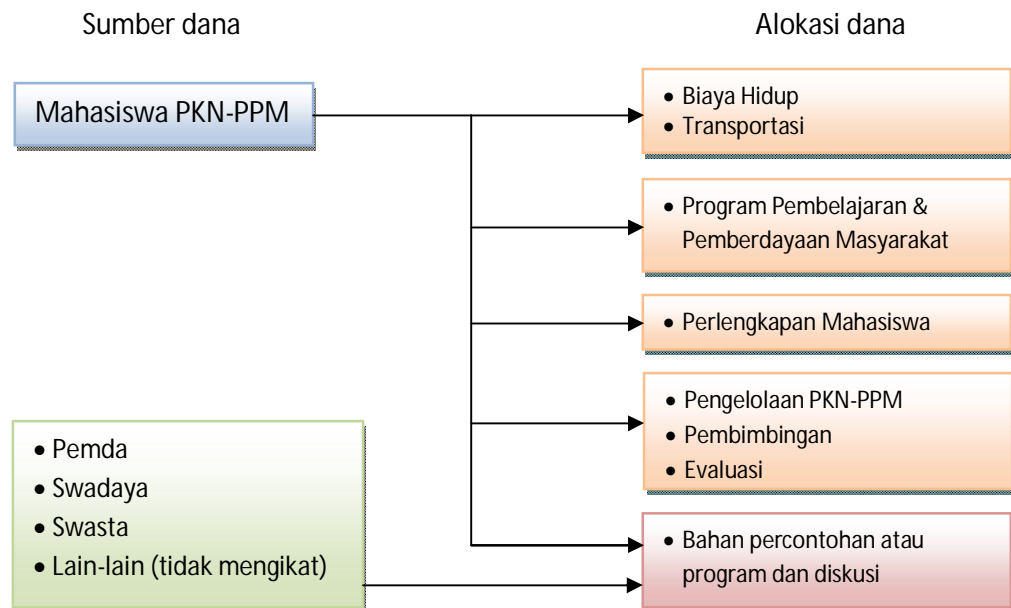 Sumber dana
Alokasi dana
Mahasiswa PKN-PPM
• Biaya Hidup
• Transportasi
• Program Pembelajaran &
Pemberdayaan Masyarakat
• Perlengkapan Mahasiswa
• Pengelolaan PKN-PPM
• Pembimbingan
• Evaluasi
• Pemda
• Swadaya
• Swasta
• Lain-lain (tidak mengikat)
• Bahan percontohan atau
program dan diskusi